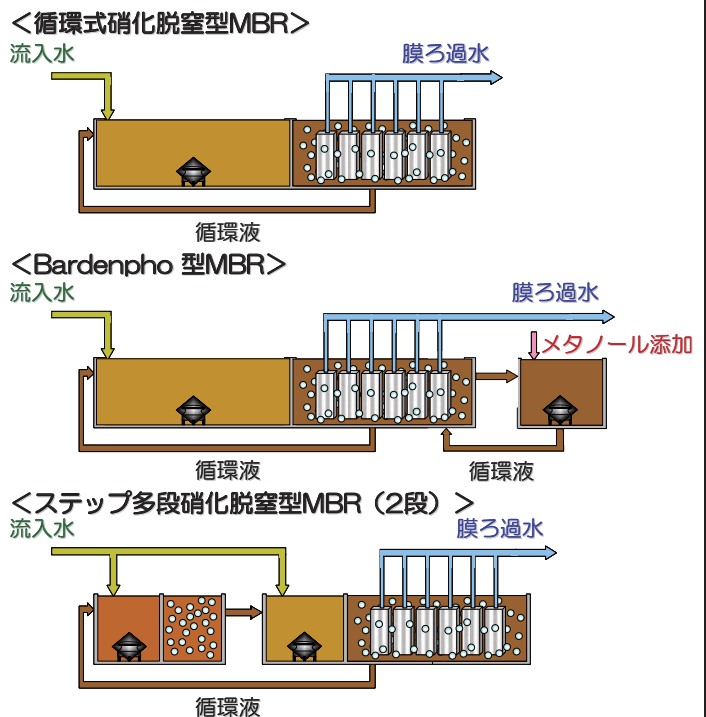 ＜循環式硝化脱窒型MBR＞
流入水
膜ろ過水
循環液
＜Bardenpho 型MBR＞
流入水
膜ろ過水
メタノール添加
循環液
循環液
＜ステップ多段硝化脱窒型MBR（2段）＞
流入水
膜ろ過水
循環液